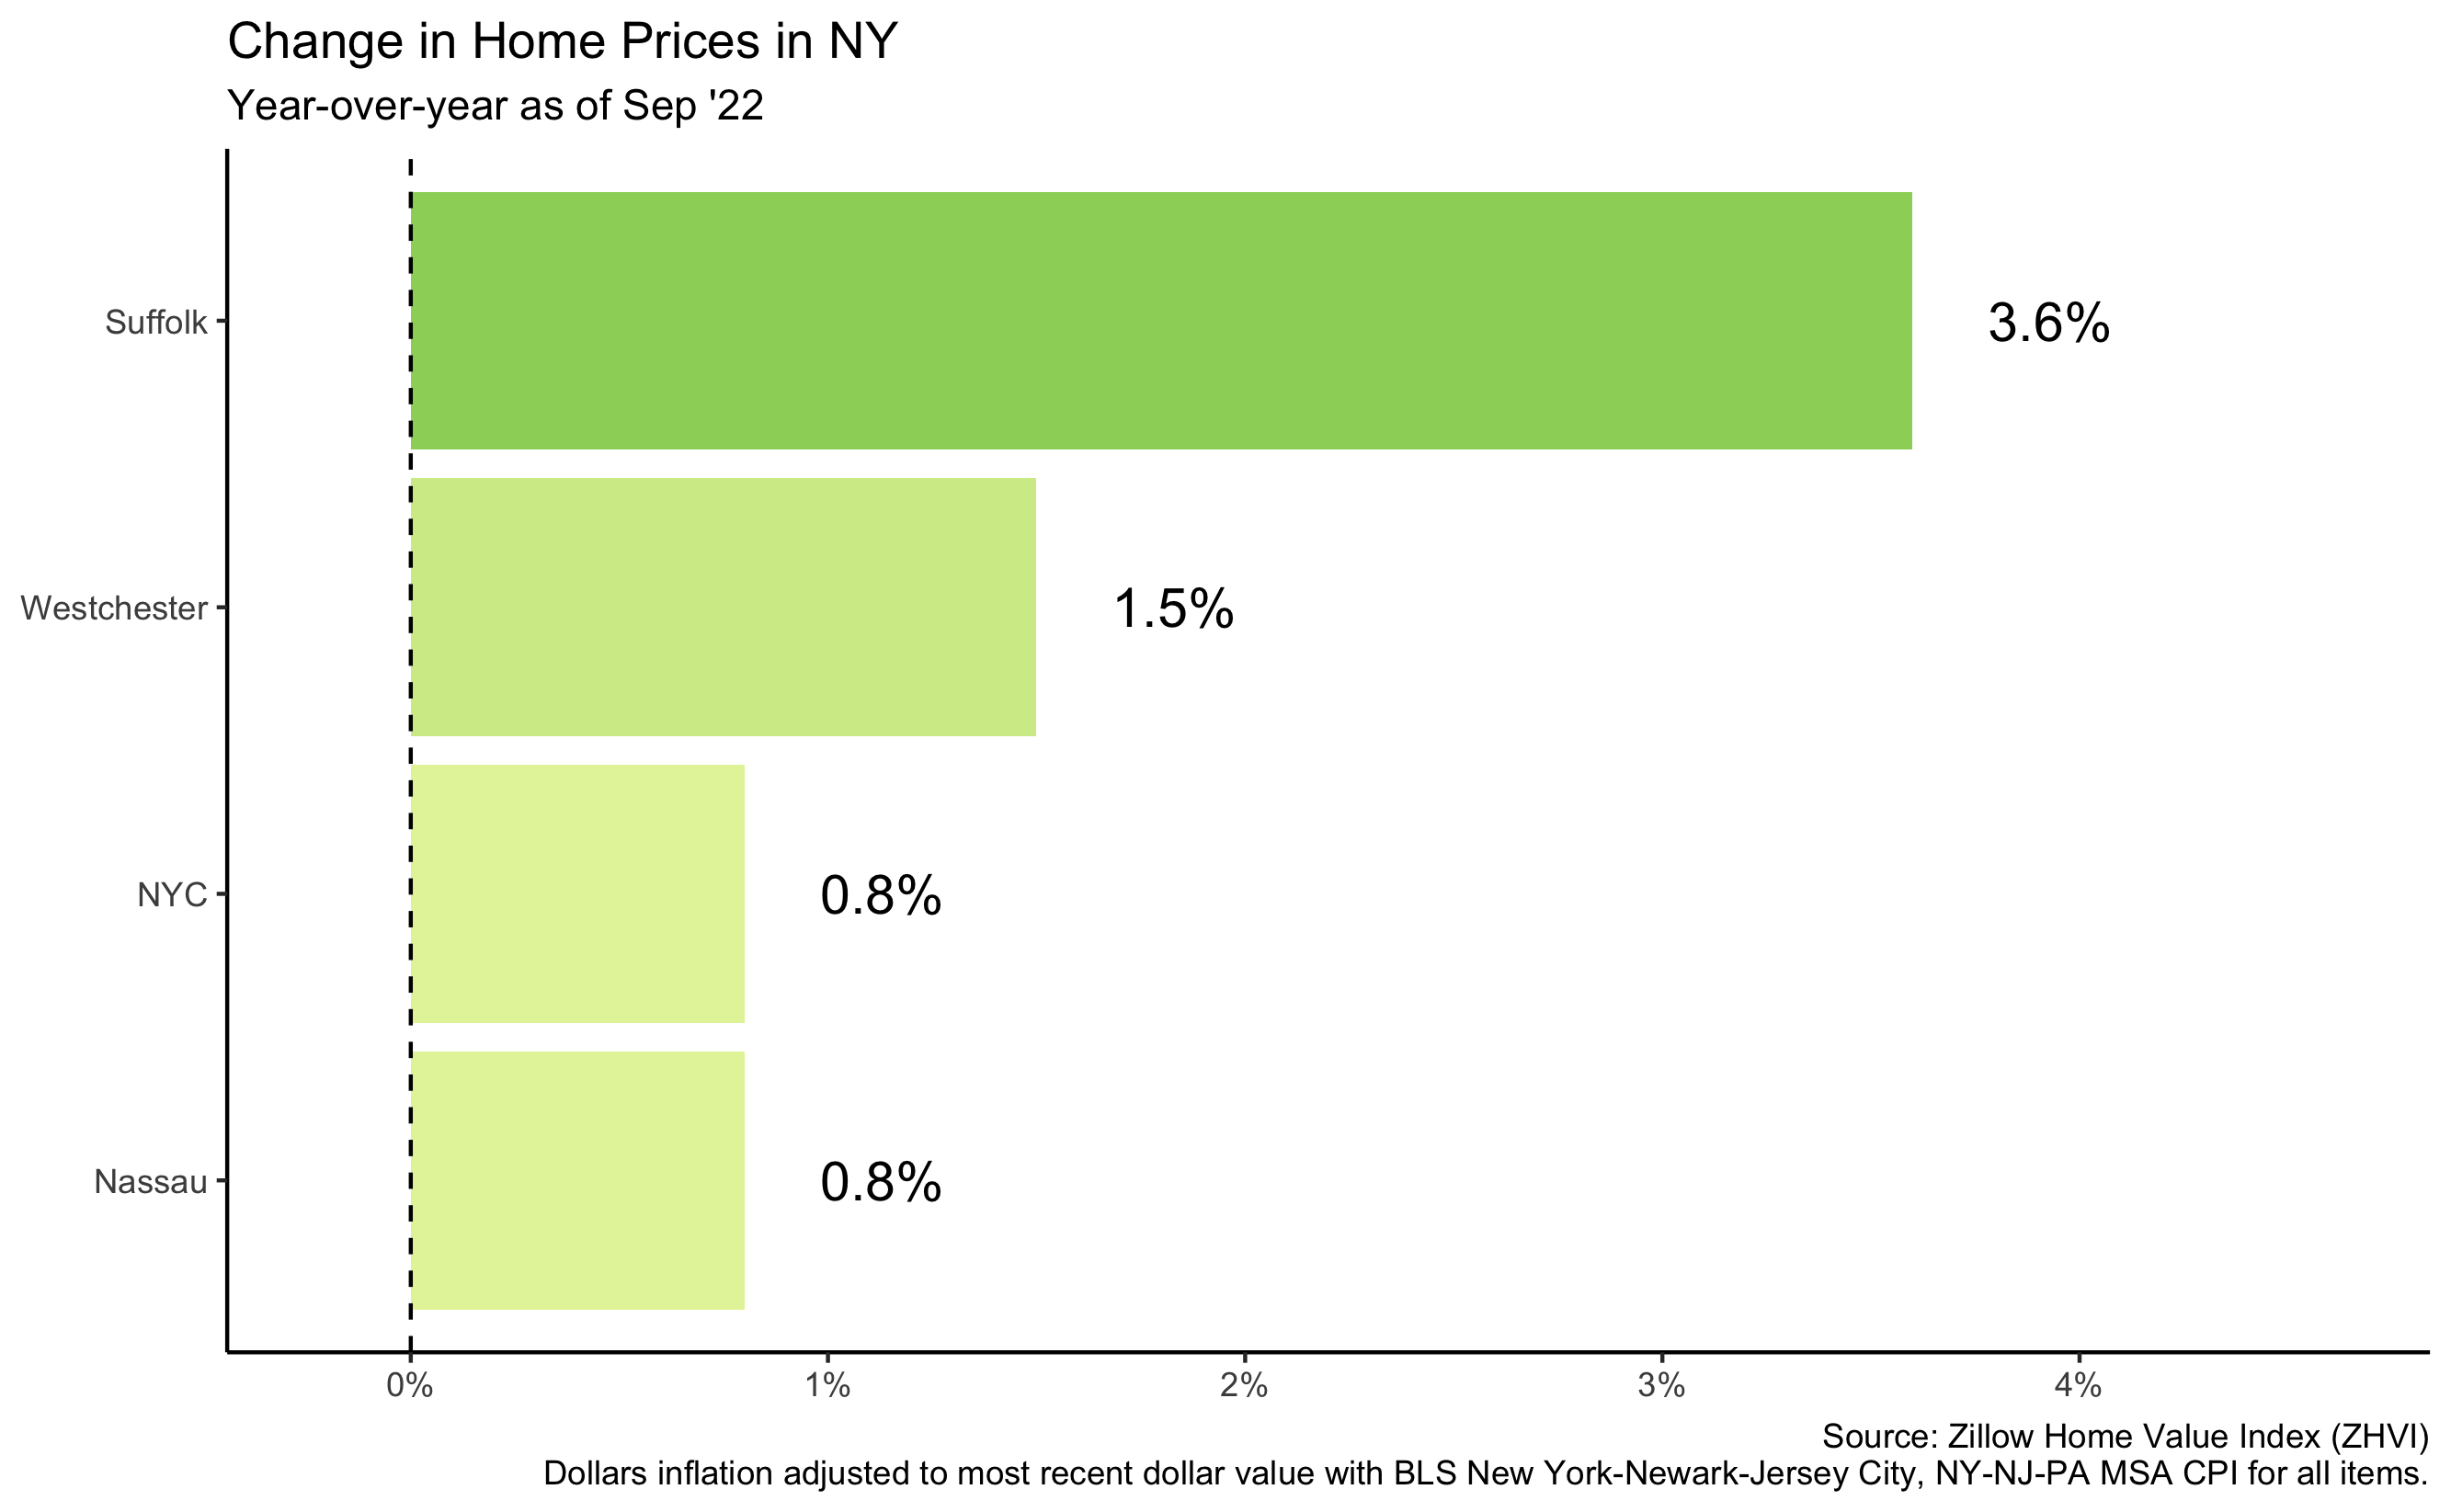 Change in Home Prices in NY
Year-over-year as of Sep '22
Suffolk
3.6%
Westchester
1.5%
NYC
0.8%
Nassau
0.8%
0% 1% 2% 3% 4%
Source: Zillow Home Value Index (ZHVI)
Dollars inflation adjusted to most recent dollar value with BLS New York-Newark-Jersey City, NY-NJ-PA MSA CPI for all items.